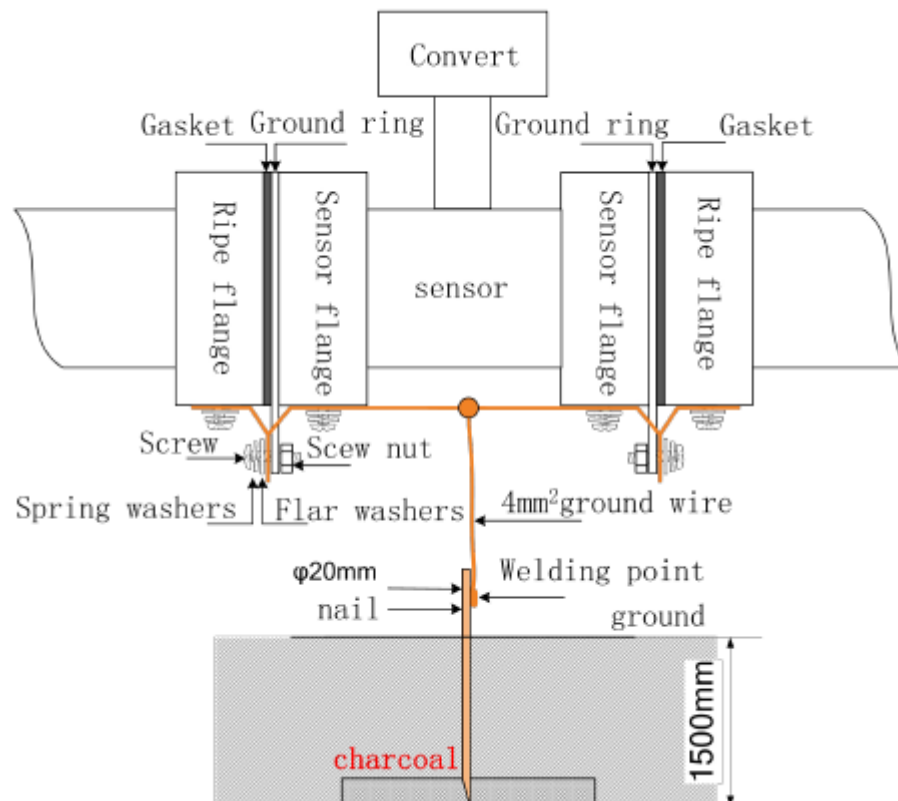 Convert
Gasket Ground ring
Ground ring Gasket
Ripe flange
Sensor flange
sensor
Sensor flange
Ripe flange
Screw
Scew nut
Spring washers
Flar washers
4mm²ground wire
φ20mm
nail
Welding point
ground
1500mm
charcoal